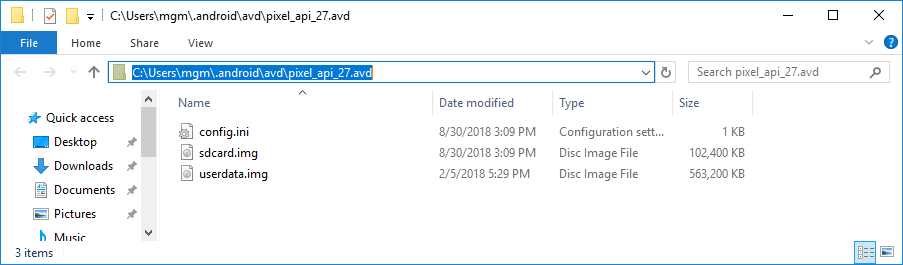 C:\Users\mgm\.android\avd\pixel_api_27.avd
File Home Share View
C:\Users\mgm\.android\avd\pixel_api_27.avd Search pixel_api_27.avd
Name Date modified Type Size
Quick access
Desktop
Downloads
Documents
Pictures
Music
config.ini 8/30/2018 3:09 PM Configuration sett... 1 KB
sdcard.img 8/30/2018 3:09 PM Disc Image File 102,400 KB
userdata.img 2/5/2018 5:29 PM Disc Image File 563,200 KB
3 items